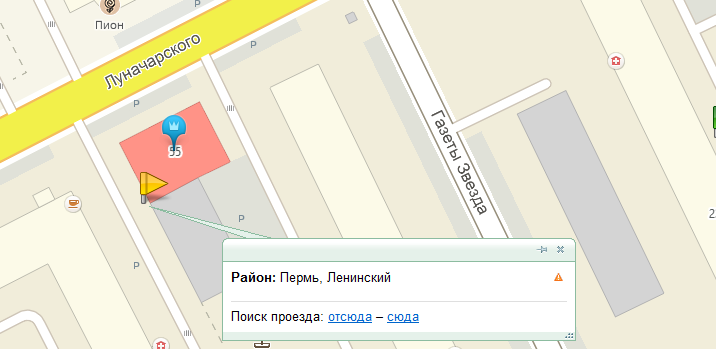 Пион
P
Луначарского
P
55
Газеты Звезда
P
P
Район: Пермь, Ленинский
Поиск проезда: отсюда – сюда